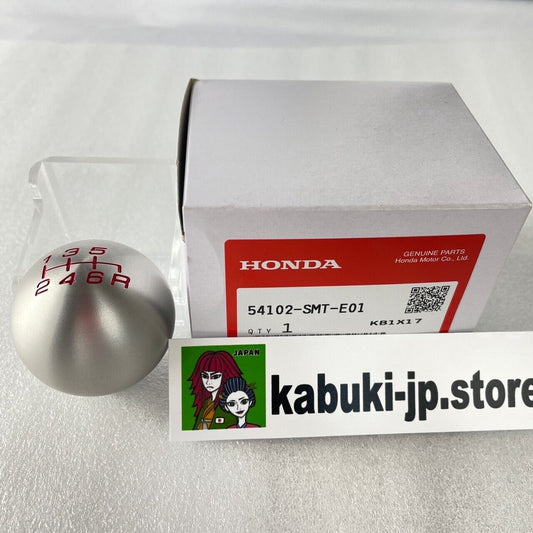 1 3 5
2 4 6 R
HONDA
GENUINE PARTS
Honda Motor Co., Ltd.
54102-SMT-E01
QTY 1
KB1X17
JAPAN
kabuki-jp.store